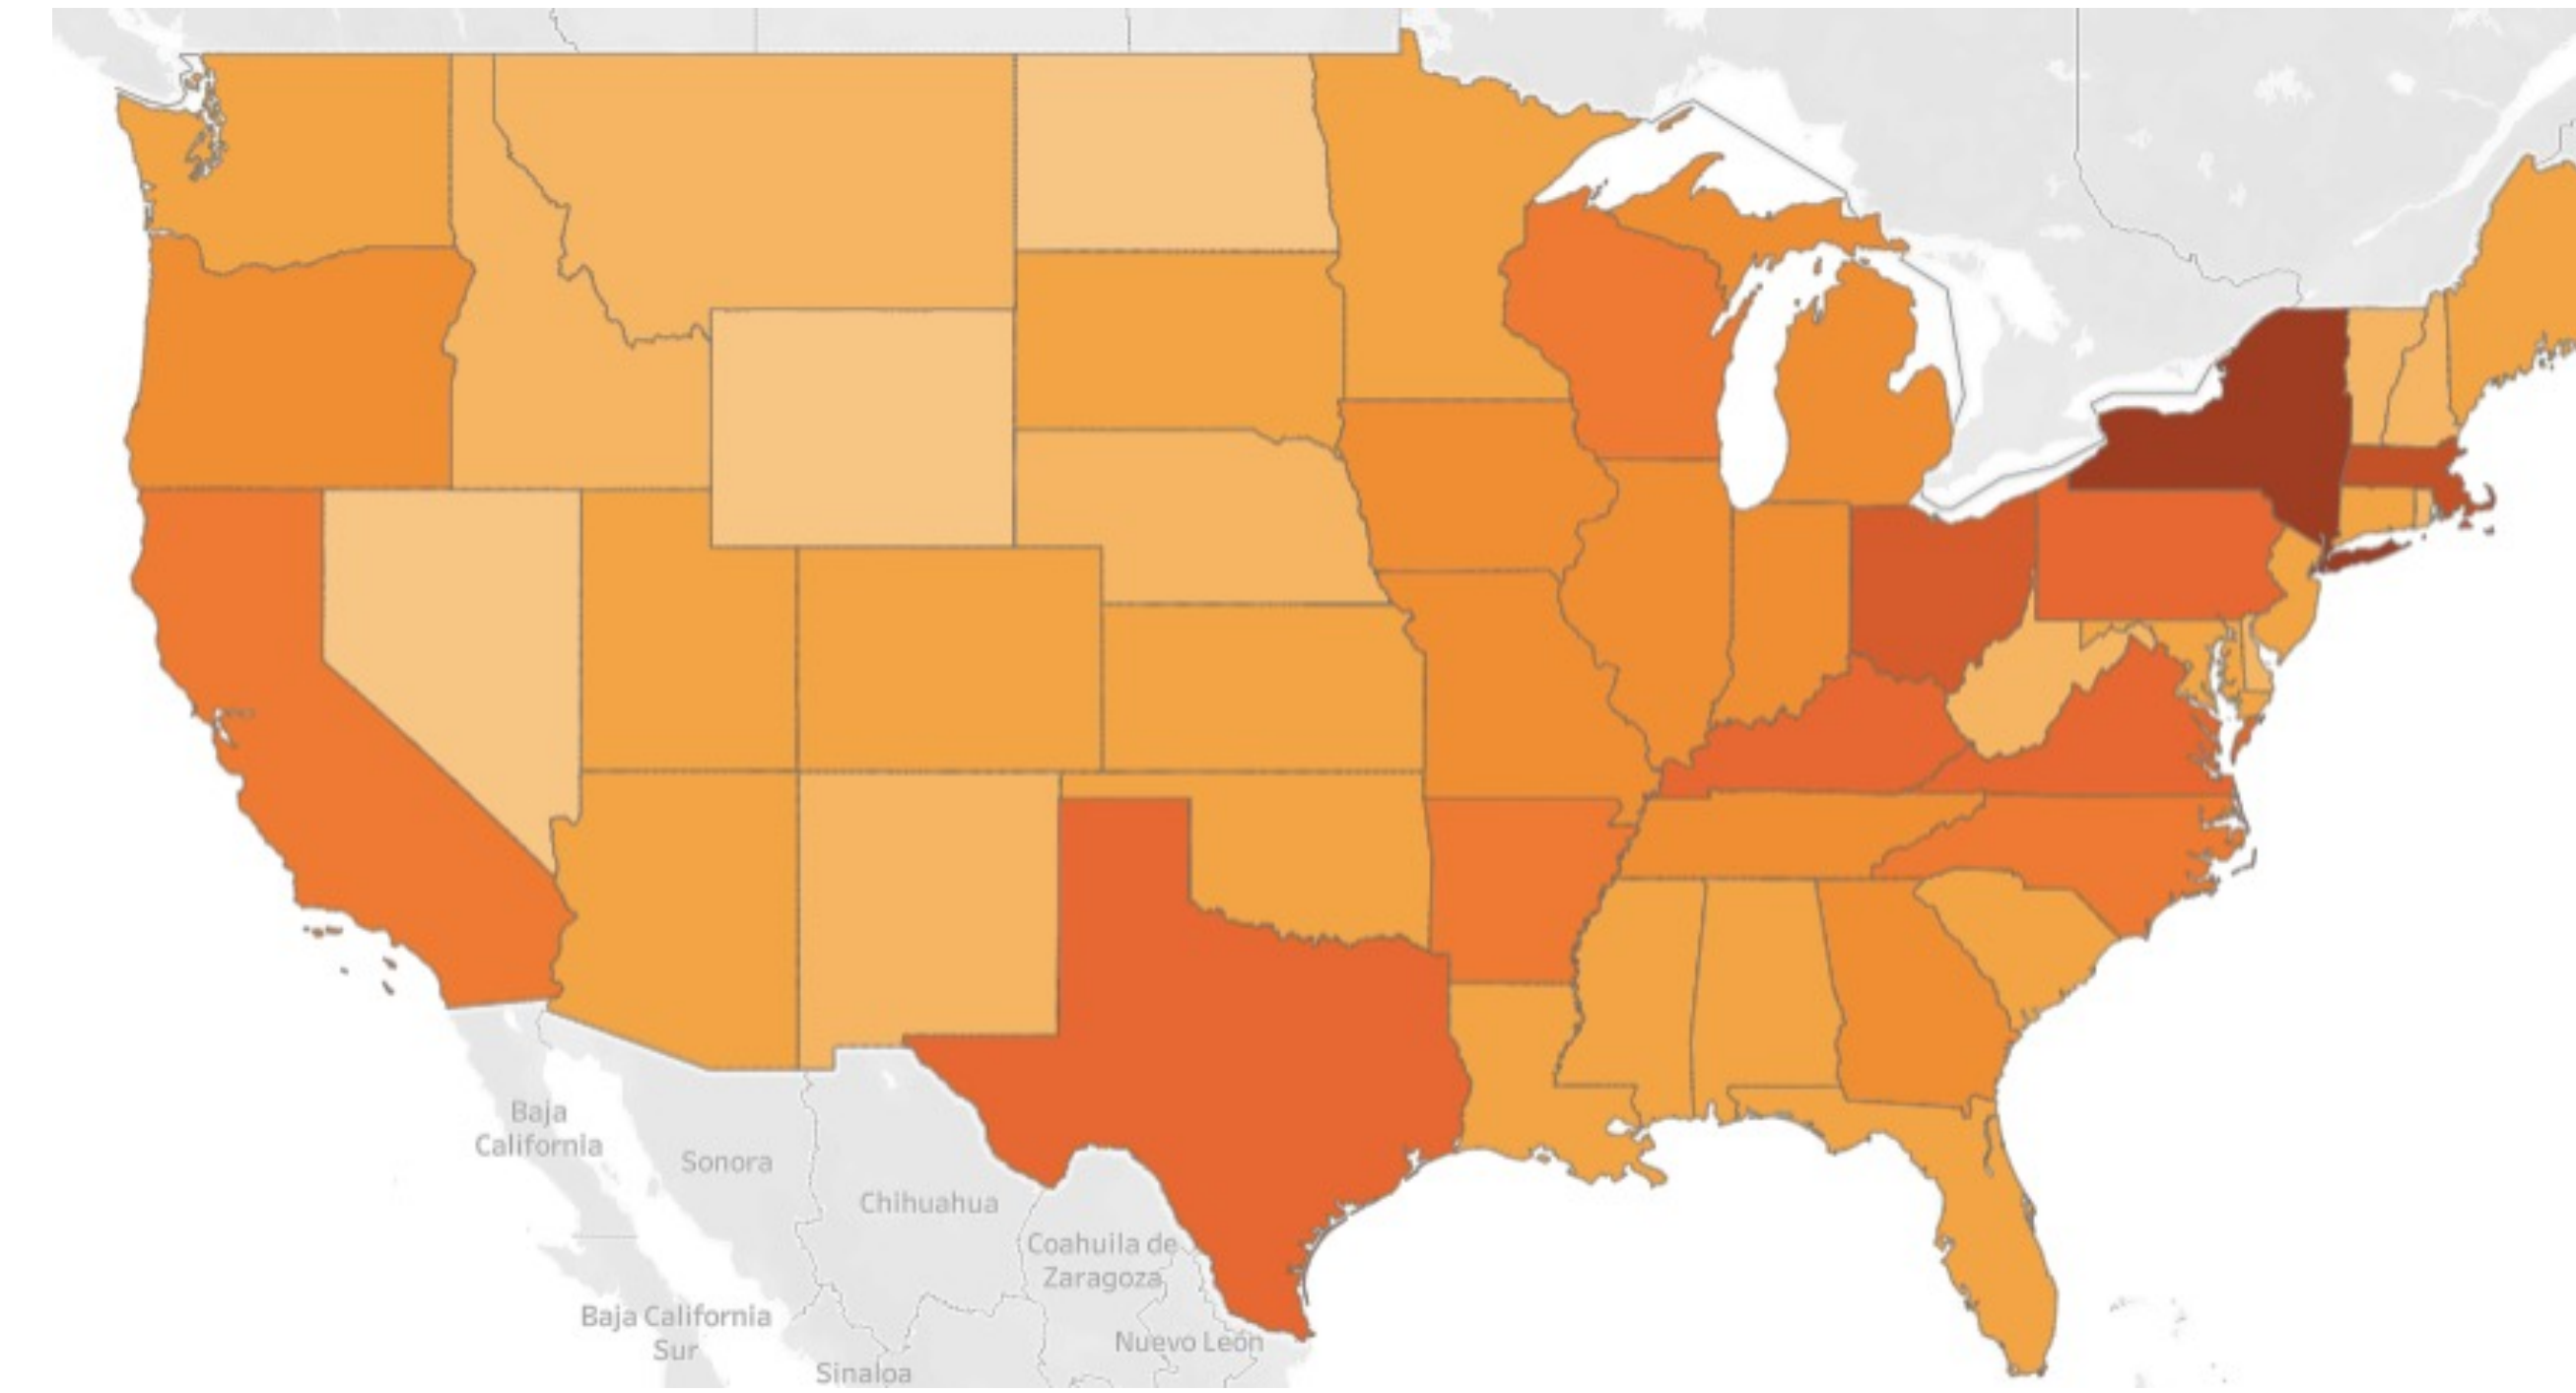 Baja
California
Sonora
Chihuahua
Coahuila de
Zaragoza
Baja California
Sur
Nuevo León
Sinaloa